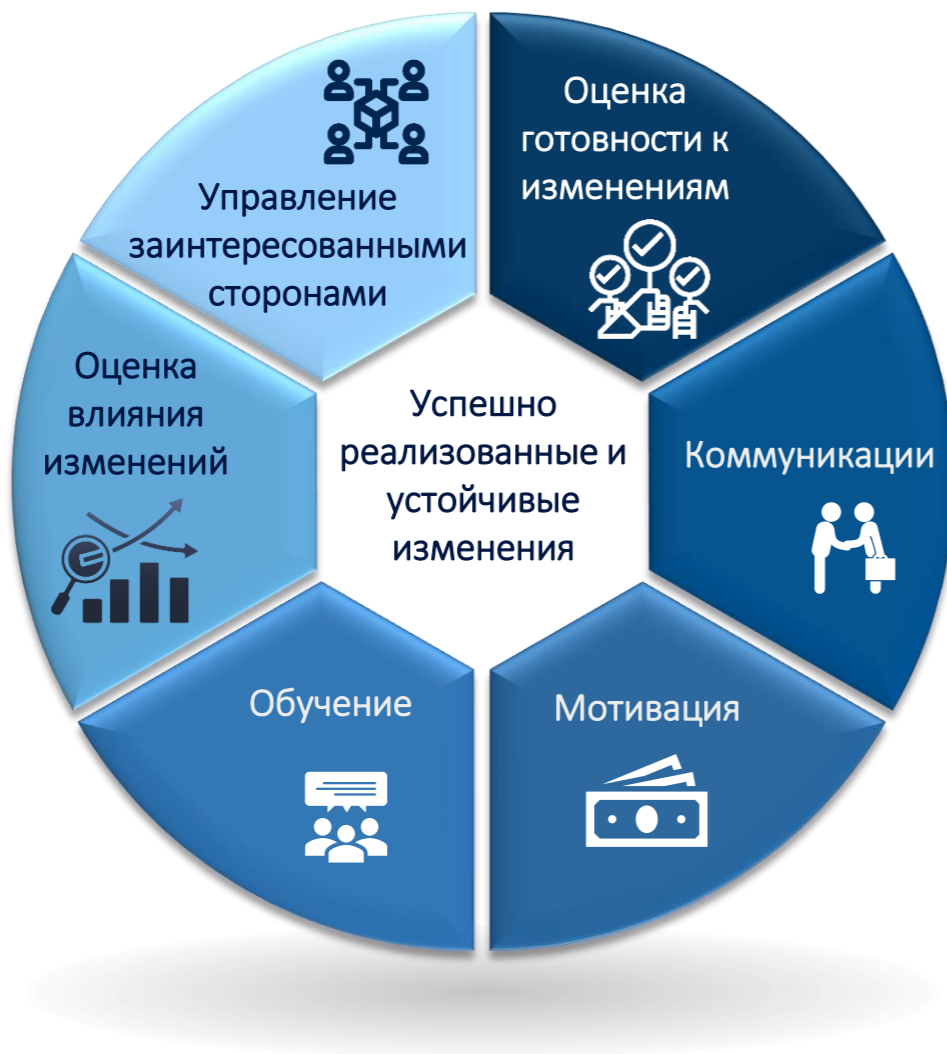 Оценка
готовности к
изменениям
Коммуникации
Мотивация
Обучение
Оценка
влияния
изменений
Управление
заинтересованными
сторонами
Успешно
реализованные и
устойчивые
изменения